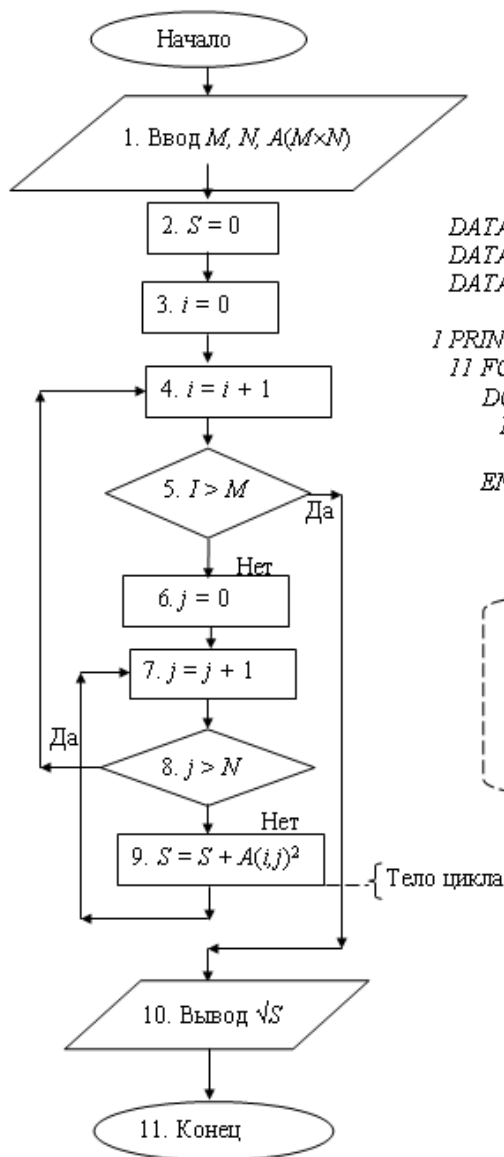 Начало
1. Ввод M, N, A(M×N)
2. S = 0
3. i = 0
4. i = i + 1
5. I > M
Да
Нет
6. j = 0
7. j = j + 1
Да
8. j > N
Нет
9. S = S + A(i,j)²
Тело цикла
10. Вывод √S
11. Конец
DATA
DATA
DATA
1 PRIN
11 FO